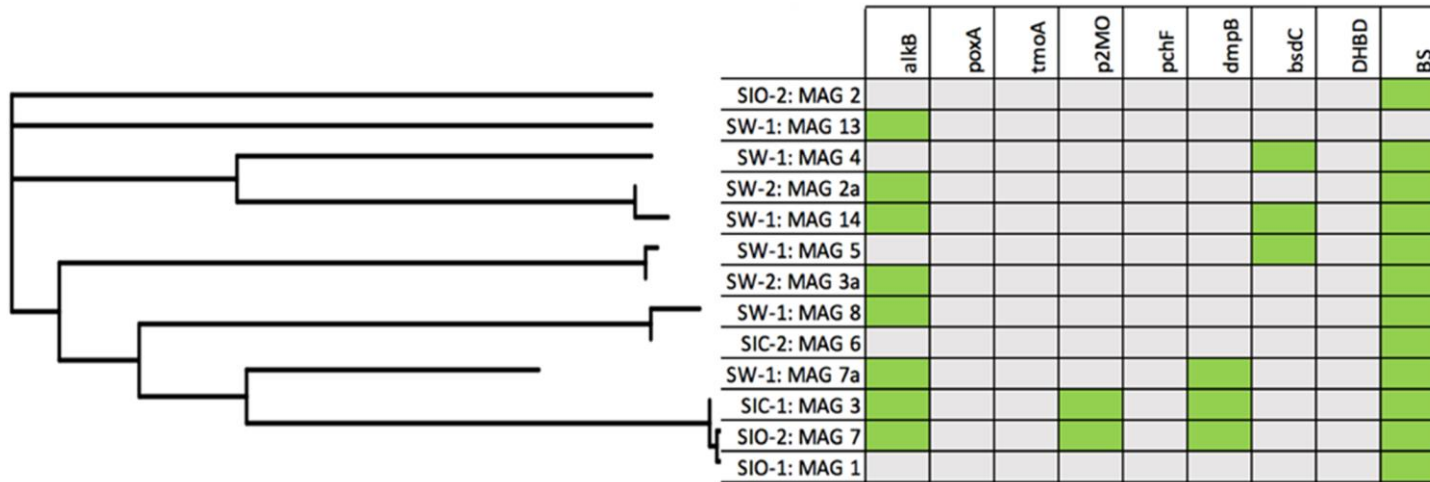 alkB poxA tmoA p2MO pchF dmpB bsdC DHBD BS
SIO-2: MAG 2
SW-1: MAG 13
SW-1: MAG 4
SW-2: MAG 2a
SW-1: MAG 14
SW-1: MAG 5
SW-2: MAG 3a
SW-1: MAG 8
SIC-2: MAG 6
SW-1: MAG 7a
SIC-1: MAG 3
SIO-2: MAG 7
SIO-1: MAG 1